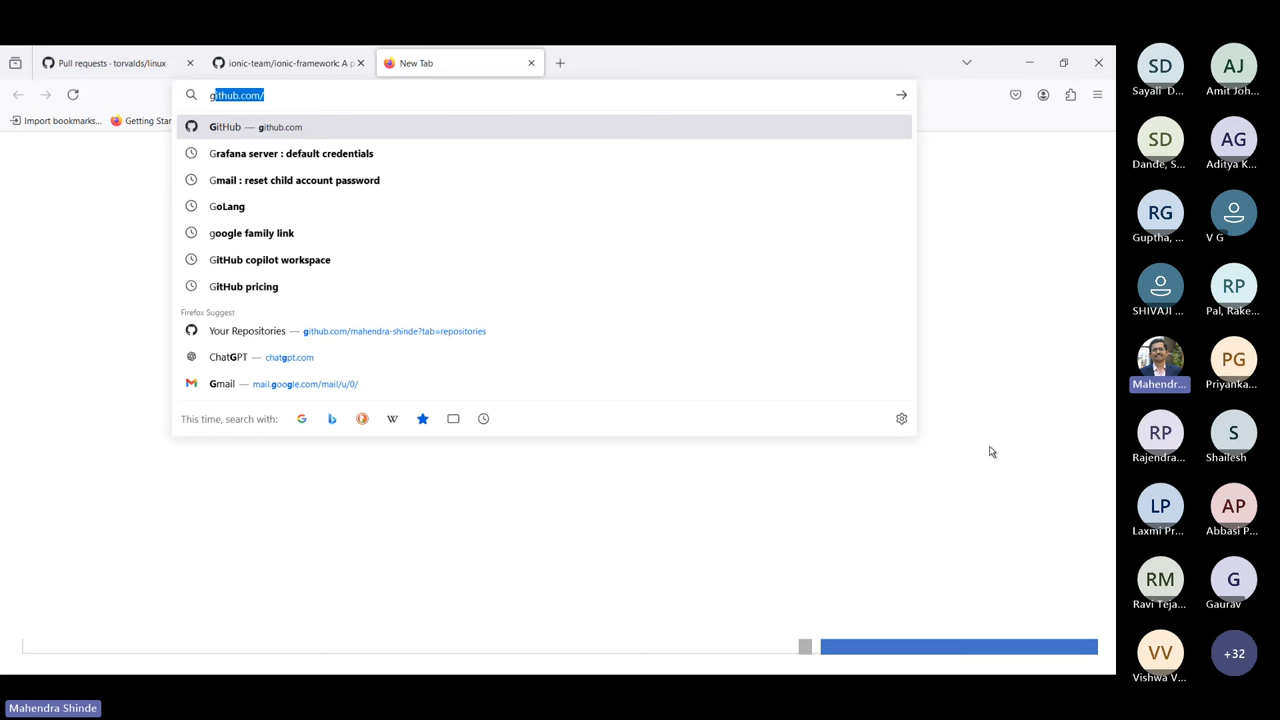 Pull requests · torvalds/linux
ionic-team/ionic-framework: A p
New Tab
github.com/
Import bookmarks...
Getting Star
GitHub — github.com
Grafana server : default credentials
Gmail : reset child account password
GoLang
google family link
GitHub copilot workspace
GitHub pricing
Firefox Suggest
Your Repositories — github.com/mahendra-shinde?tab=repositories
ChatGPT — chatgpt.com
Gmail — mail.google.com/mail/u/0/
This time, search with:
G
W
SD
AJ
Sayali D...
Amit Joh...
SD
AG
Dande, S...
Aditya K...
RG
Guptha, ...
V G
RP
SHIVAJI ...
Pal, Rake...
PG
Mahendr...
Priyanka...
RP
S
Rajendra...
Shailesh
LP
AP
Laxmi Pr...
Abbasi P...
RM
G
Ravi Teja...
Gaurav
VV
+32
Vishwa V...
Mahendra Shinde